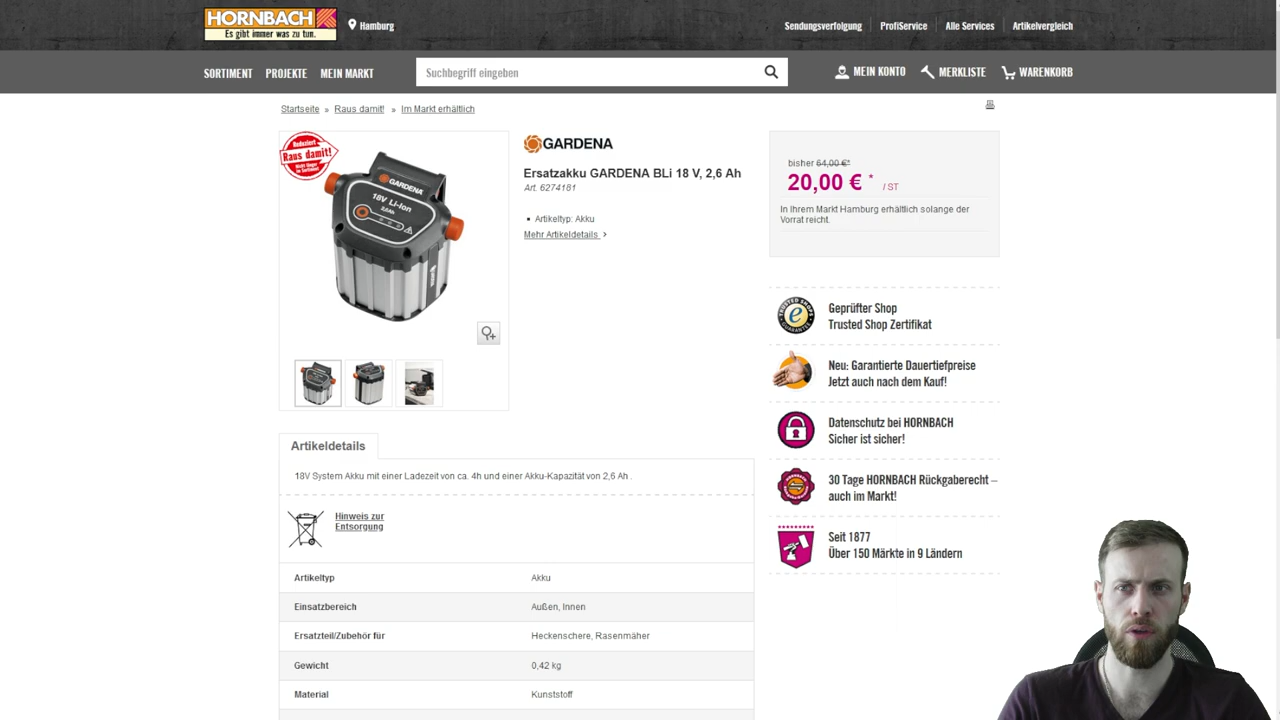 HORNBACH
Es gibt immer was zu tun.
Hamburg
Sendungsverfolgung
ProfiService
Alle Services
Artikelvergleich
SORTIMENT
PROJEKTE
MEIN MARKT
Suchbegriff eingeben
MEIN KONTO
MERKLISTE
WARENKORB
Startseite » Raus damit! » Im Markt erhältlich
Reduziert
Raus damit!
GARDENA
18V Li-Ion
2,6Ah
GARDENA
Ersatzakku GARDENA BLi 18 V, 2,6 Ah
Art. 6274181
Artikeltyp: Akku
Mehr Artikeldetails
bisher 64,00 €*
20,00 € * / ST
In Ihrem Markt Hamburg erhältlich solange der
Vorrat reicht.
TRUSTED SHOPS
GUARANTEE
Geprüfter Shop
Trusted Shop Zertifikat
Neu: Garantierte Dauertiefpreise
Jetzt auch nach dem Kauf!
Datenschutz bei HORNBACH
Sicher ist sicher!
30 Tage HORNBACH Rückgaberecht –
auch im Markt!
Seit 1877
Über 150 Märkte in 9 Ländern
Artikeldetails
18V System Akku mit einer Ladezeit von ca. 4h und einer Akku-Kapazität von 2,6 Ah .
Hinweis zur
Entsorgung
Artikeltyp Akku
Einsatzbereich Außen, Innen
Ersatzteil/Zubehör für Heckenschere, Rasenmäher
Gewicht 0,42 kg
Material Kunststoff